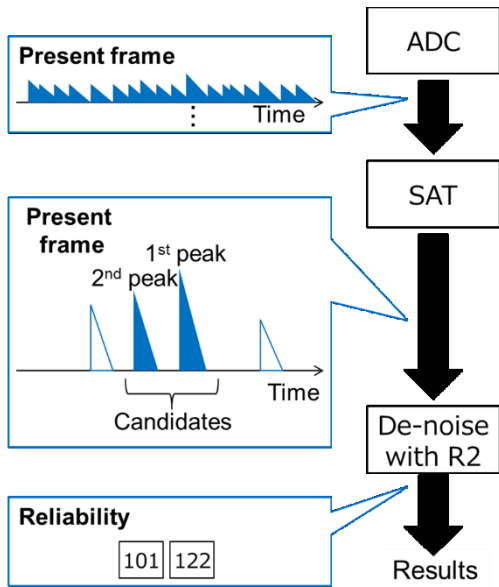 Present frame
Time
⋮
ADC
SAT
Present
frame
1st peak
2nd peak
Time
Candidates
De-noise
with R2
Reliability
101 122
Results